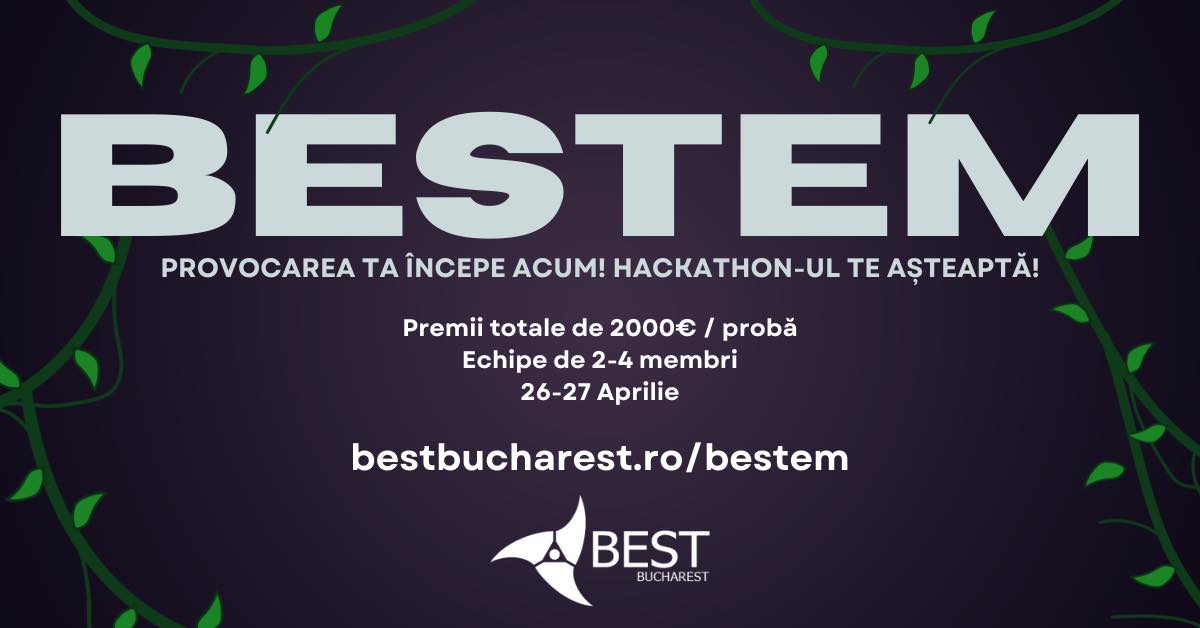 BESTEM
PROVOCAREA TA ÎNCEPE ACUM! HACKATHON-UL TE AȘTEAPTĂ!
Premii totale de 2000€ / probă
Echipe de 2-4 membri
26-27 Aprilie
bestbucharest.ro/bestem
BEST
BUCHAREST